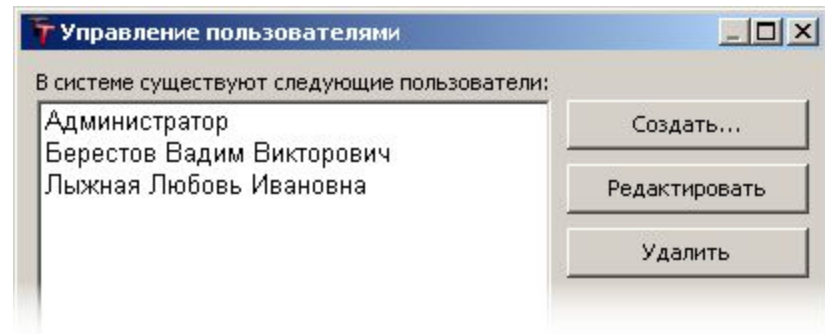 Управление пользователями
В системе существуют следующие пользователи:
Администратор
Берестов Вадим Викторович
Лыжная Любовь Ивановна
Создать...
Редактировать
Удалить